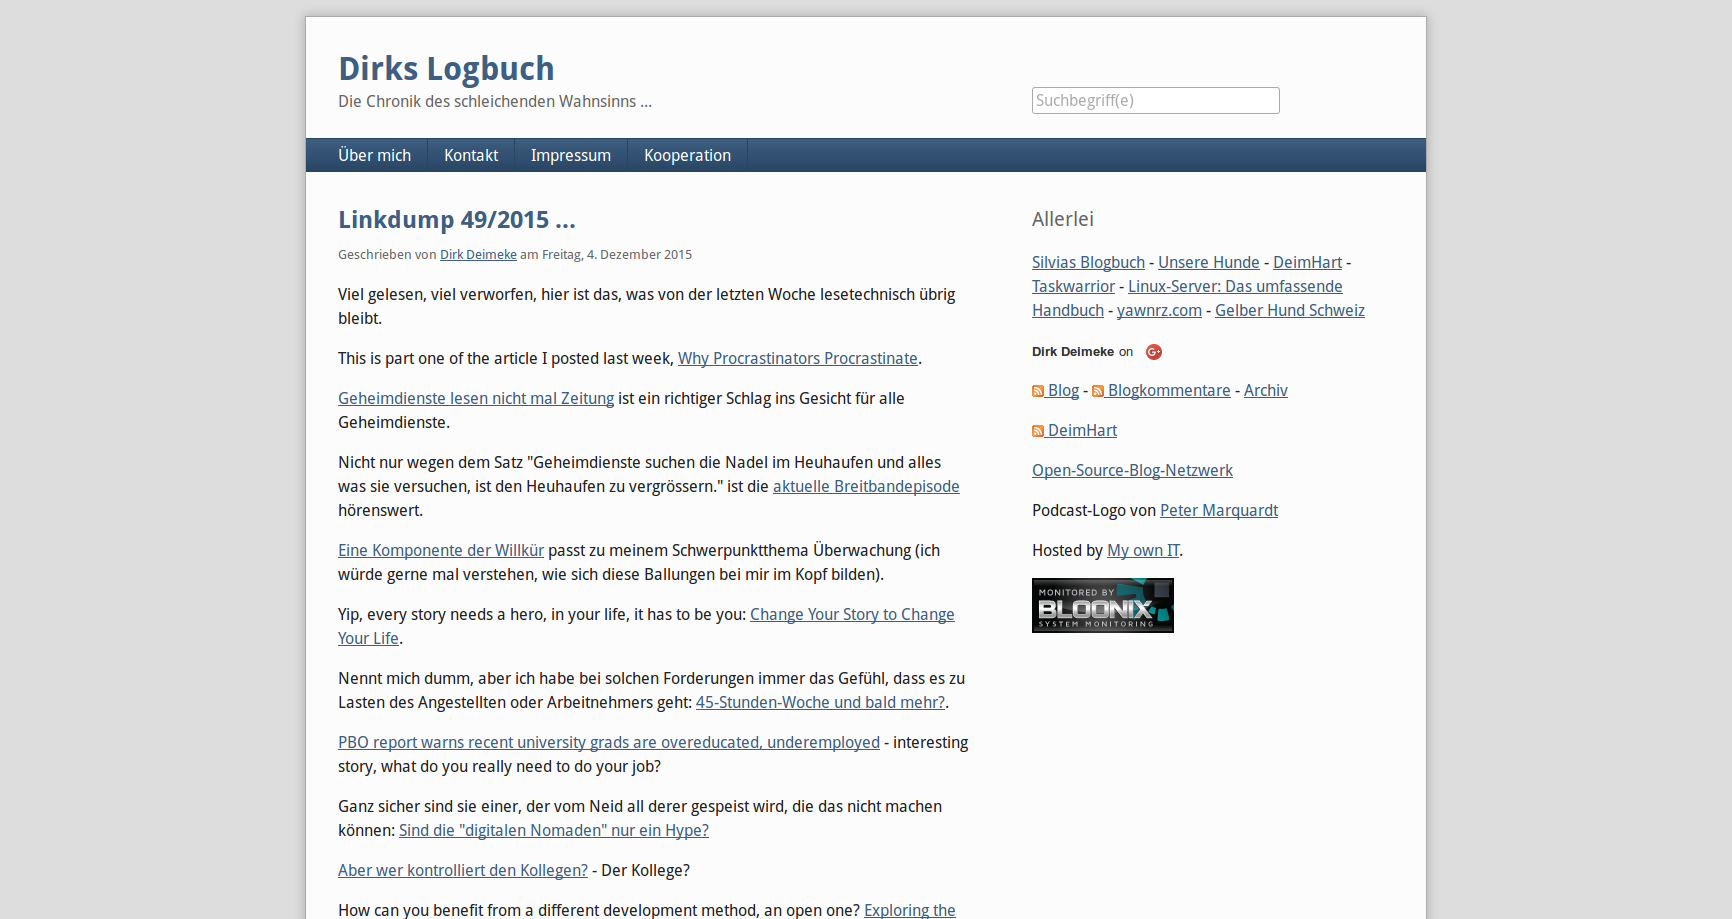 Dirks Logbuch
Die Chronik des schleichenden Wahnsinns ...
Suchbegriff(e)
Über mich
Kontakt
Impressum
Kooperation
Linkdump 49/2015 ...
Geschrieben von Dirk Deimeke am Freitag, 4. Dezember 2015
Viel gelesen, viel verworfen, hier ist das, was von der letzten Woche lesetechnisch übrig
bleibt.
This is part one of the article I posted last week, Why Procrastinators Procrastinate.
Geheimdienste lesen nicht mal Zeitung ist ein richtiger Schlag ins Gesicht für alle
Geheimdienste.
Nicht nur wegen dem Satz "Geheimdienste suchen die Nadel im Heuhaufen und alles
was sie versuchen, ist den Heuhaufen zu vergrössern." ist die aktuelle Breitbandepisode
hörenswert.
Eine Komponente der Willkür passt zu meinem Schwerpunktthema Überwachung (ich
würde gerne mal verstehen, wie sich diese Ballungen bei mir im Kopf bilden).
Yip, every story needs a hero, in your life, it has to be you: Change Your Story to Change
Your Life.
Nennt mich dumm, aber ich habe bei solchen Forderungen immer das Gefühl, dass es zu
Lasten des Angestellten oder Arbeitnehmers geht: 45-Stunden-Woche und bald mehr?.
PBO report warns recent university grads are overeducated, underemployed - interesting
story, what do you really need to do your job?
Ganz sicher sind sie einer, der vom Neid all derer gespeist wird, die das nicht machen
können: Sind die "digitalen Nomaden" nur ein Hype?
Aber wer kontrolliert den Kollegen? - Der Kollege?
How can you benefit from a different development method, an open one? Exploring the
Allerlei
Silvias Blogbuch - Unsere Hunde - DeimHart -
Taskwarrior - Linux-Server: Das umfassende
Handbuch - yawnrz.com - Gelber Hund Schweiz
Dirk Deimeke on
Blog - Blogkommentare - Archiv
DeimHart
Open-Source-Blog-Netzwerk
Podcast-Logo von Peter Marquardt
Hosted by My own IT.
MONITORED BY
BLOONIX
SYSTEM MONITORING